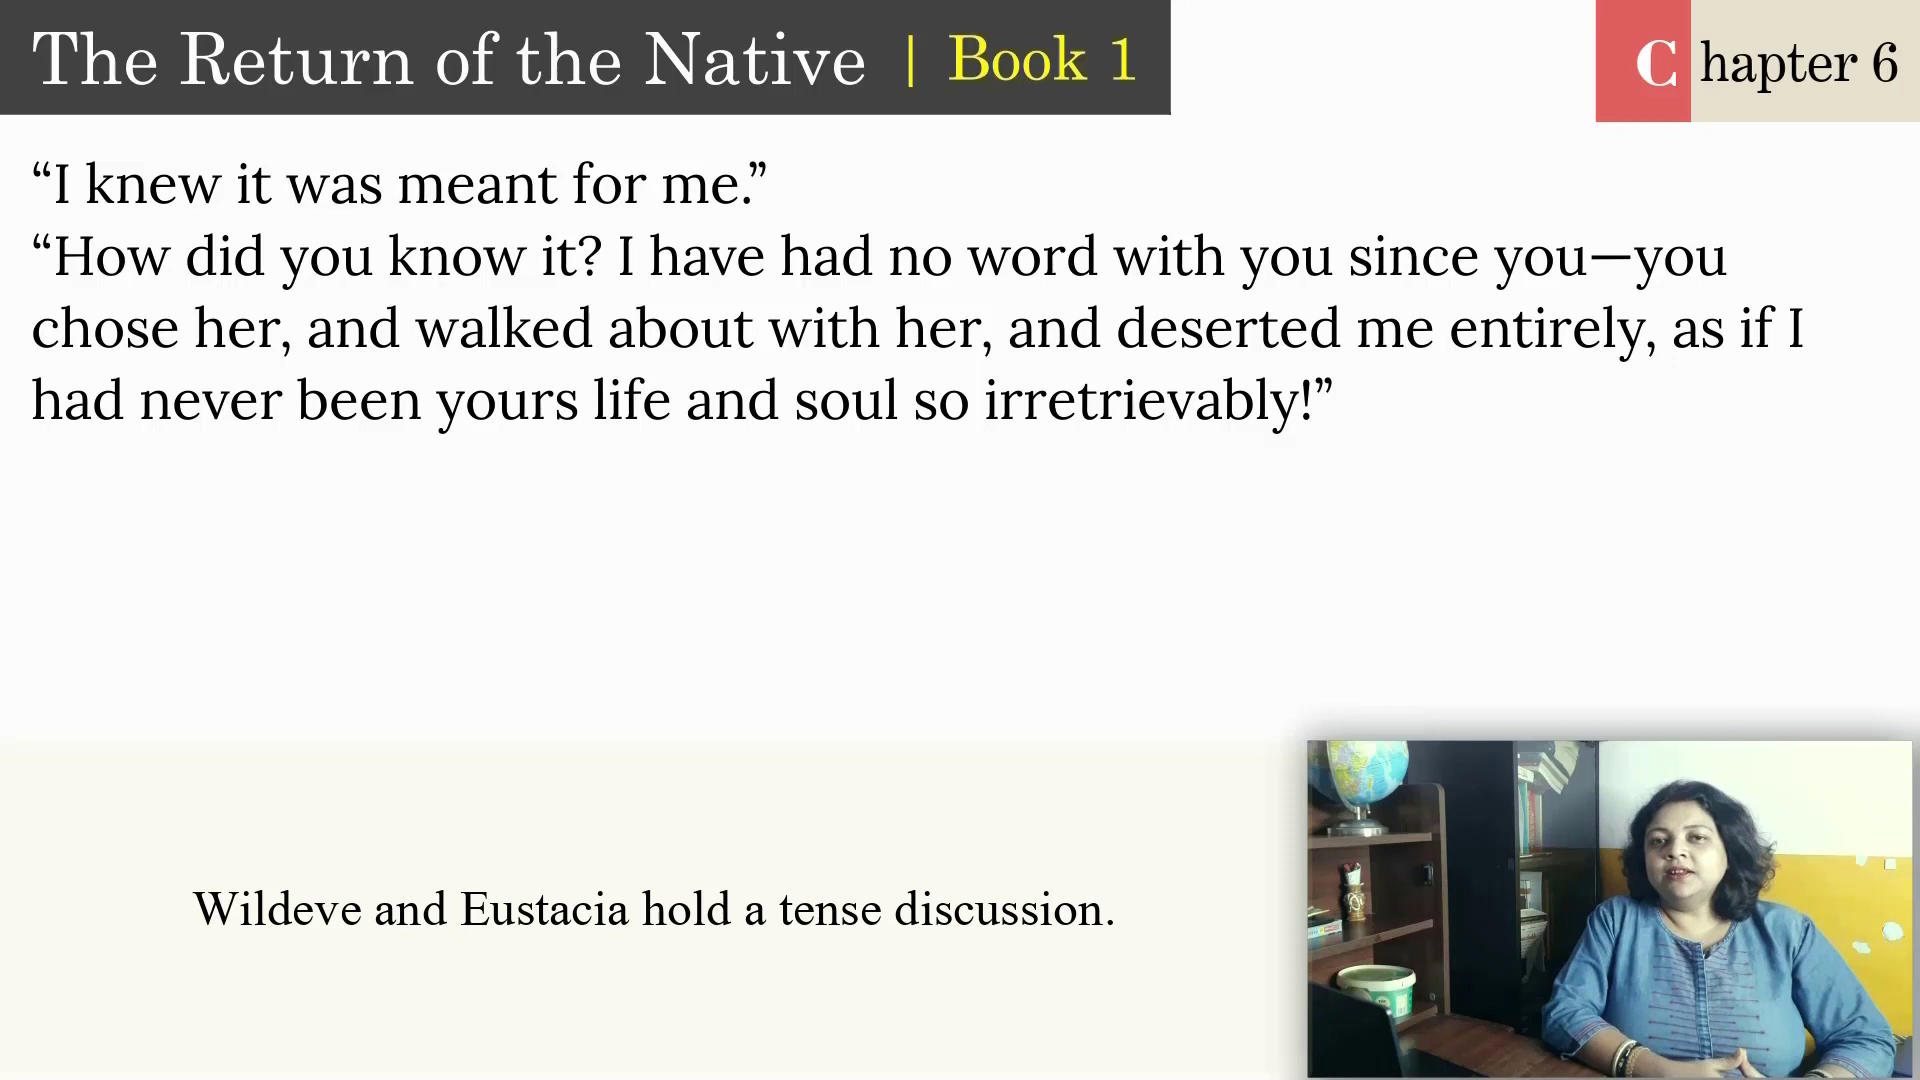 The Return of the Native | Book 1
Chapter 6
“I knew it was meant for me.”
“How did you know it? I have had no word with you since you—you
chose her, and walked about with her, and deserted me entirely, as if I
had never been yours life and soul so irretrievably!”
Wildeve and Eustacia hold a tense discussion.